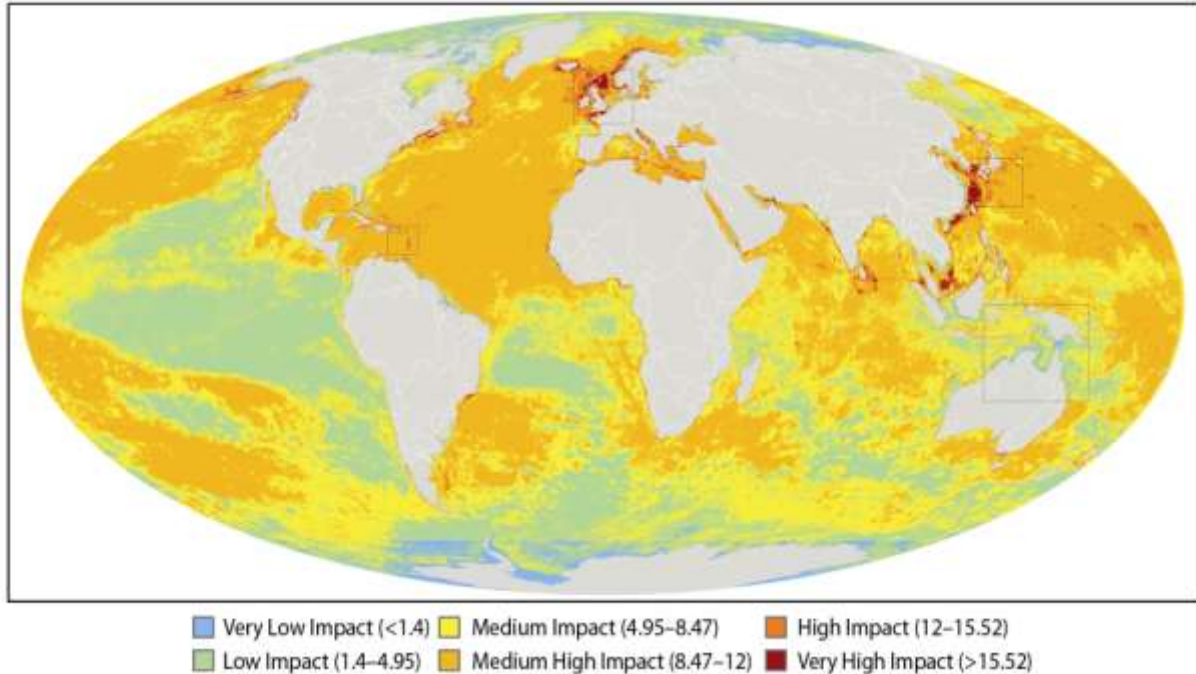 Very Low Impact (<1.4) Medium Impact (4.95–8.47) High Impact (12–15.52)
Low Impact (1.4–4.95) Medium High Impact (8.47–12) Very High Impact (>15.52)